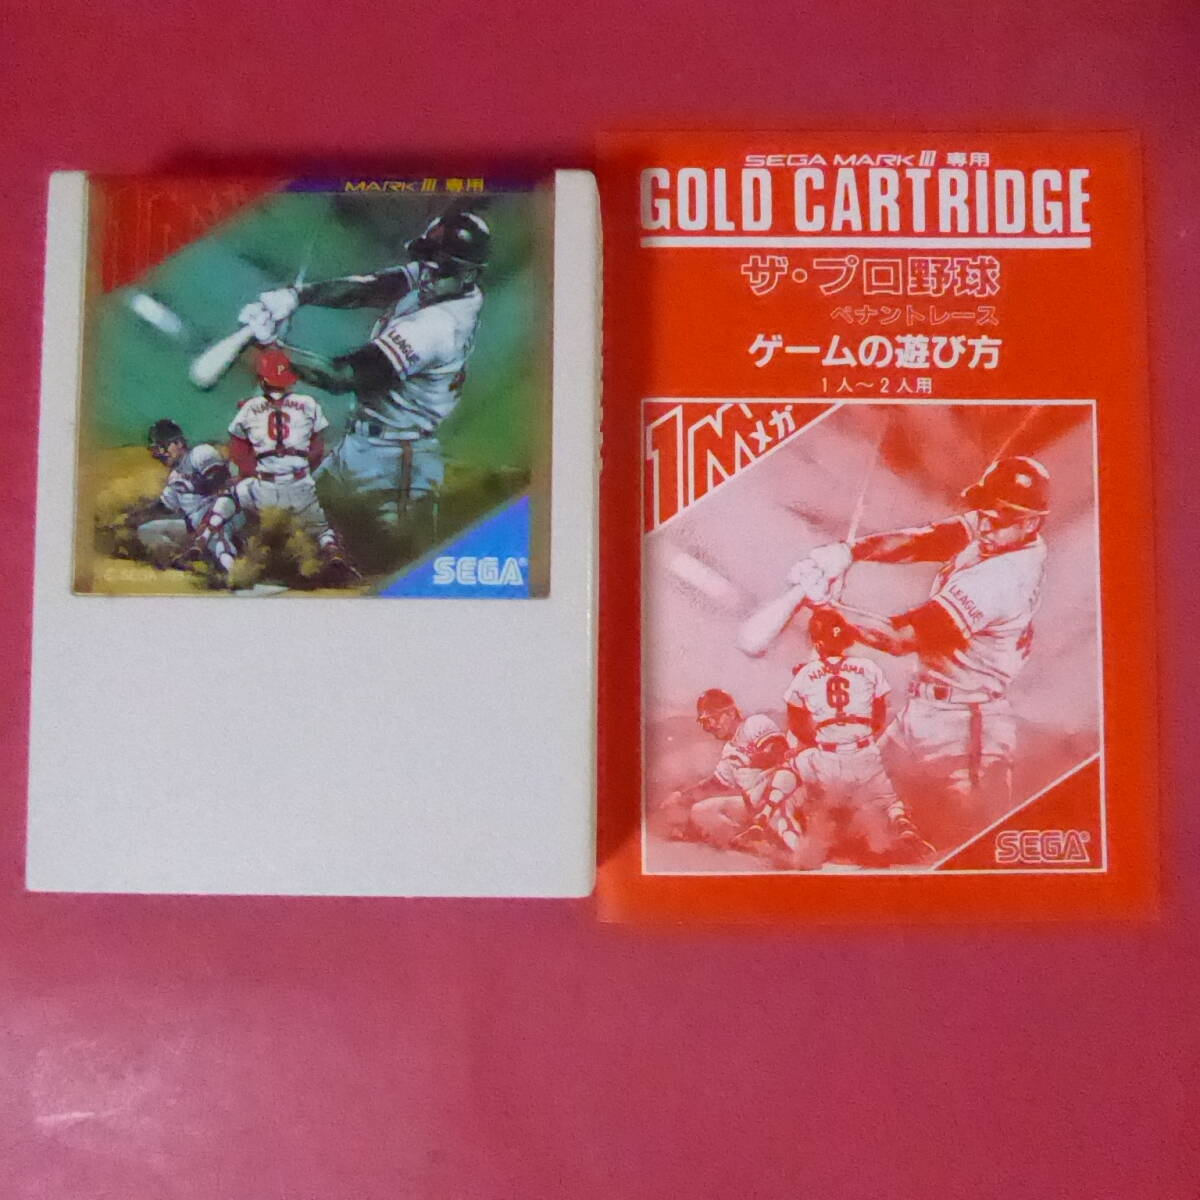 MARK III 専用
1M
LEAGUE
P
NAKAYAMA
6
© SEGA
SEGA®
SEGA MARK III 専用
GOLD CARTRIDGE
ザ・プロ野球
ペナントレース
ゲームの遊び方
1人～2人用
1Mメガ
LEAGUE
P
NAKAYAMA
6
SEGA®